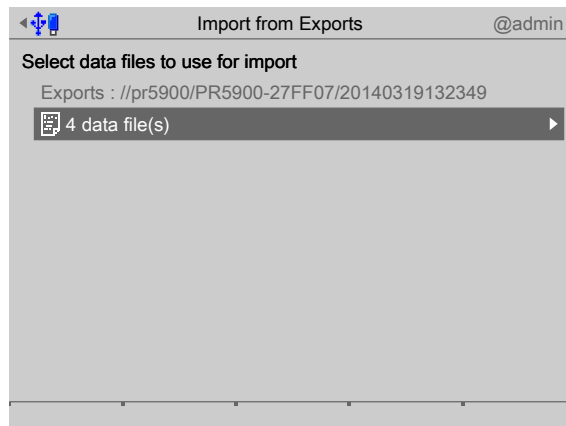 Import from Exports @admin
Select data files to use for import
Exports : //pr5900/PR5900-27FF07/20140319132349
4 data file(s)